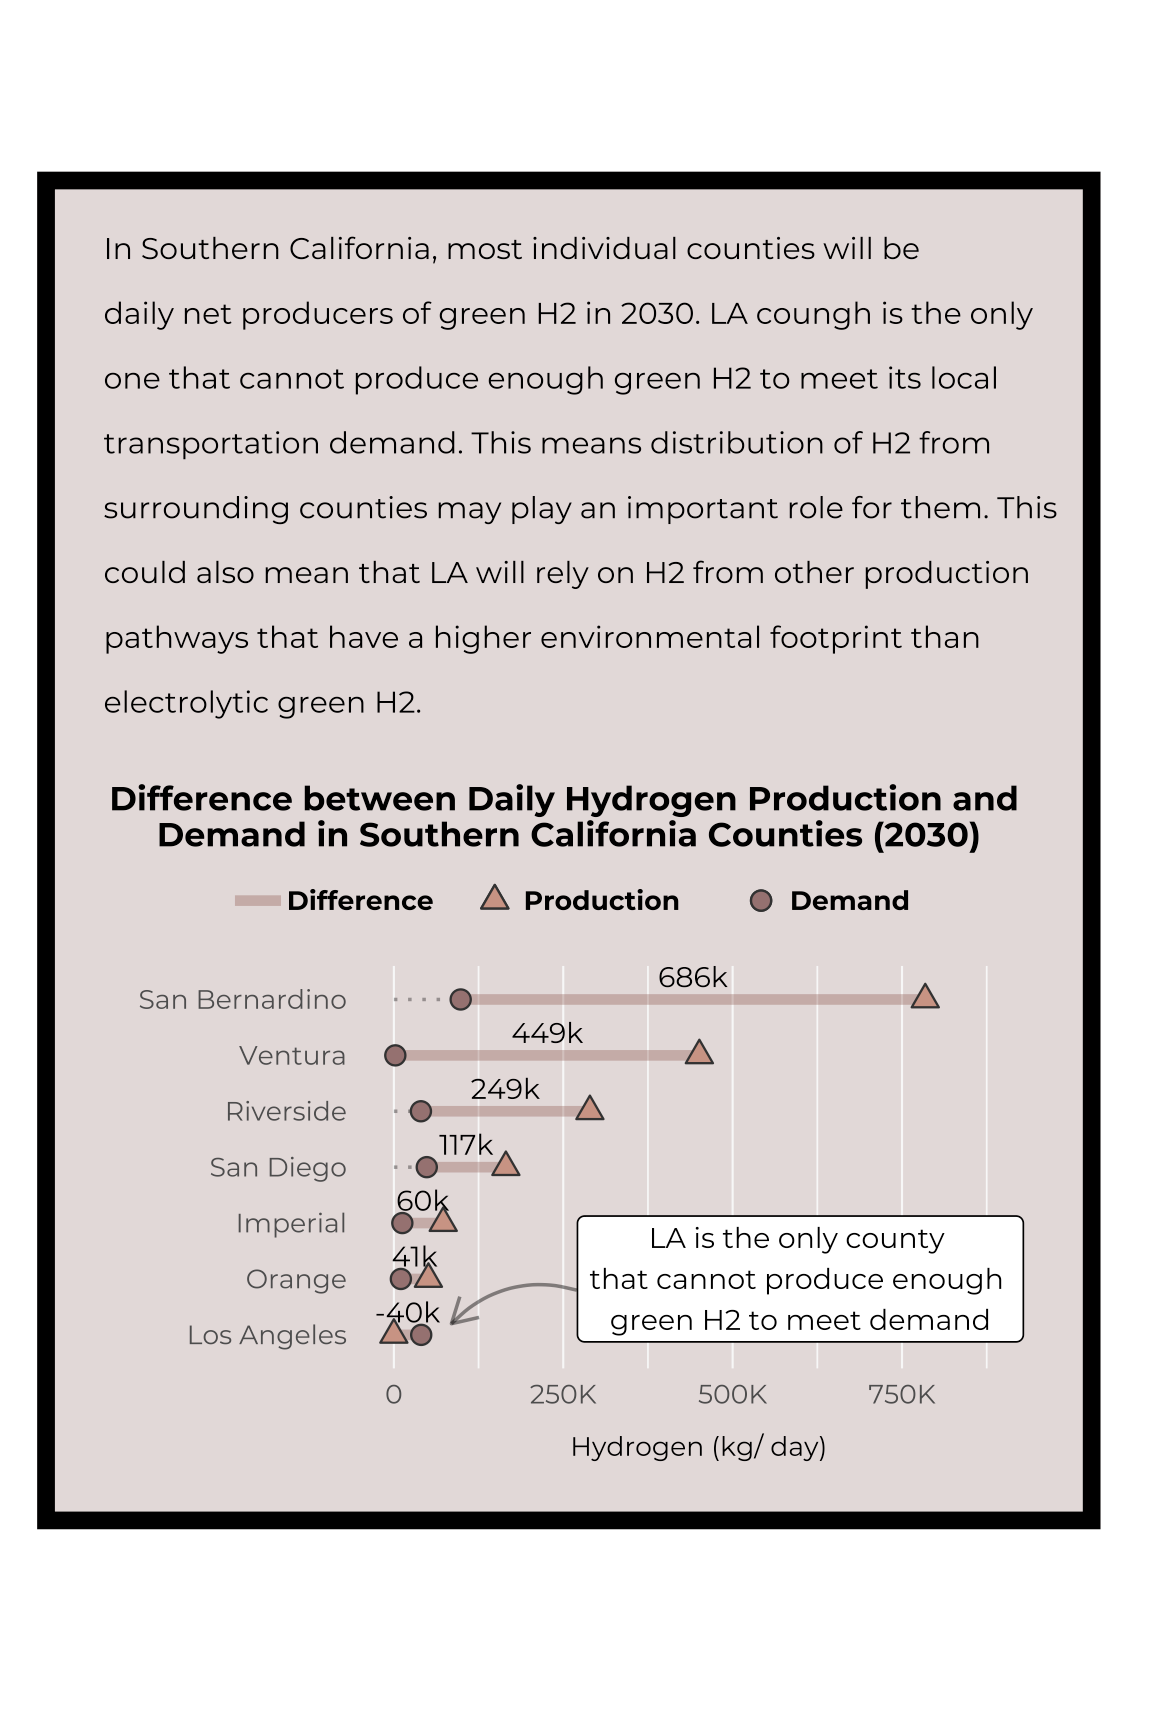 In Southern California, most individual counties will be
daily net producers of green H2 in 2030. LA coungh is the only
one that cannot produce enough green H2 to meet its local
transportation demand. This means distribution of H2 from
surrounding counties may play an important role for them. This
could also mean that LA will rely on H2 from other production
pathways that have a higher environmental footprint than
electrolytic green H2.
Difference between Daily Hydrogen Production and
Demand in Southern California Counties (2030)
Difference Production Demand
686k
San Bernardino
449k
Ventura
249k
Riverside
117k
San Diego
60k
Imperial
41k
Orange
-40k
Los Angeles
LA is the only county
that cannot produce enough
green H2 to meet demand
0 250K 500K 750K
Hydrogen (kg/ day)